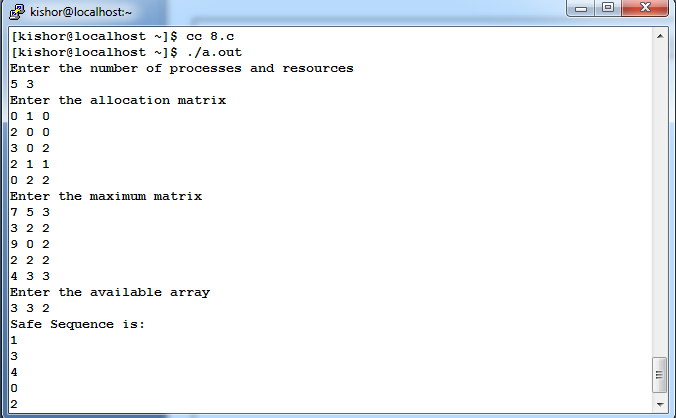 kishor@localhost:~
[kishor@localhost ~]$ cc 8.c
[kishor@localhost ~]$ ./a.out
Enter the number of processes and resources
5 3
Enter the allocation matrix
0 1 0
2 0 0
3 0 2
2 1 1
0 2 2
Enter the maximum matrix
7 5 3
3 2 2
9 0 2
2 2 2
4 3 3
Enter the available array
3 3 2
Safe Sequence is:
1
3
4
0
2